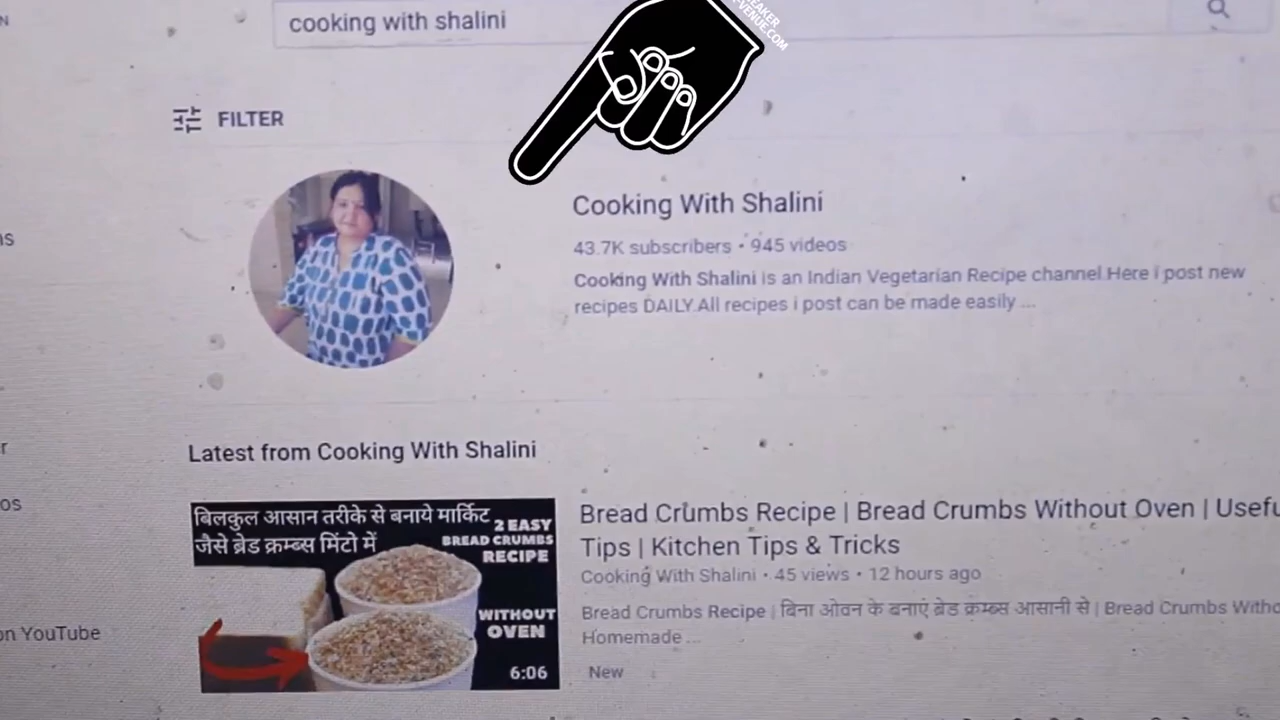 N
cooking with shalini
EAKER
-VENUE.COM
FILTER
Cooking With Shalini
43.7K subscribers • 945 videos
Cooking With Shalini is an Indian Vegetarian Recipe channel.Here i post new
recipes DAILY.All recipes i post can be made easily ...
ns
r
os
on YouTube
Latest from Cooking With Shalini
बिलकुल आसान तरीके से बनाये मार्किट
जैसे ब्रेड क्रम्ब्स मिंटो में
2 EASY
BREAD CRUMBS
RECIPE
WITHOUT
OVEN
6:06
Bread Crumbs Recipe | Bread Crumbs Without Oven | Usefu
Tips | Kitchen Tips & Tricks
Cooking With Shalini • 45 views • 12 hours ago
Bread Crumbs Recipe | बिना ओवन के बनाएं ब्रेड क्रम्ब्स आसानी से | Bread Crumbs Witho
Homemade ...
New